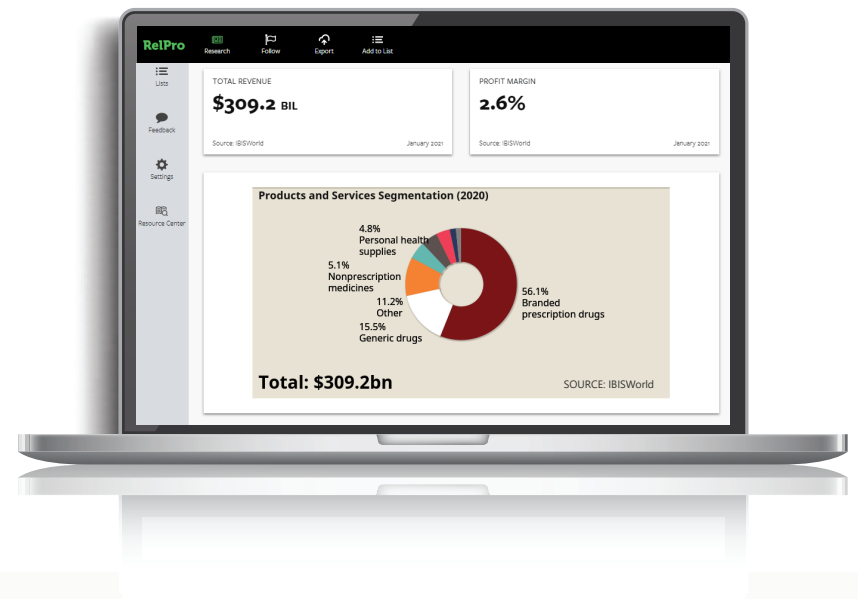 RelPro
Research
Follow
Export
Add to List
Lists
Feedback
Settings
Resource Center
TOTAL REVENUE
$309.2 BIL
Source: IBISWorld
January 2021
PROFIT MARGIN
2.6%
Source: IBISWorld
January 2021
Products and Services Segmentation (2020)
4.8%
Personal health
supplies
5.1%
Nonprescription
medicines
11.2%
Other
15.5%
Generic drugs
56.1%
Branded
prescription drugs
Total: $309.2bn
SOURCE: IBISWorld